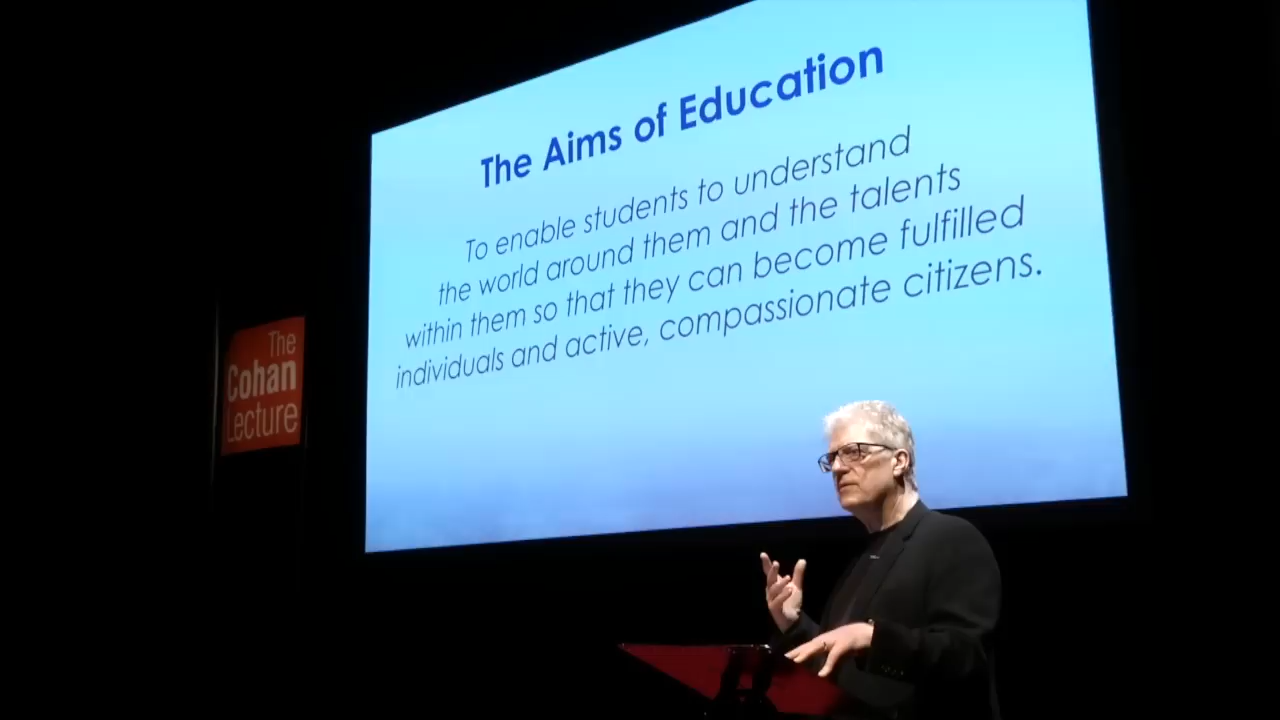 The Aims of Education
To enable students to understand
the world around them and the talents
within them so that they can become fulfilled
individuals and active, compassionate citizens.
The
Cohan
Lecture